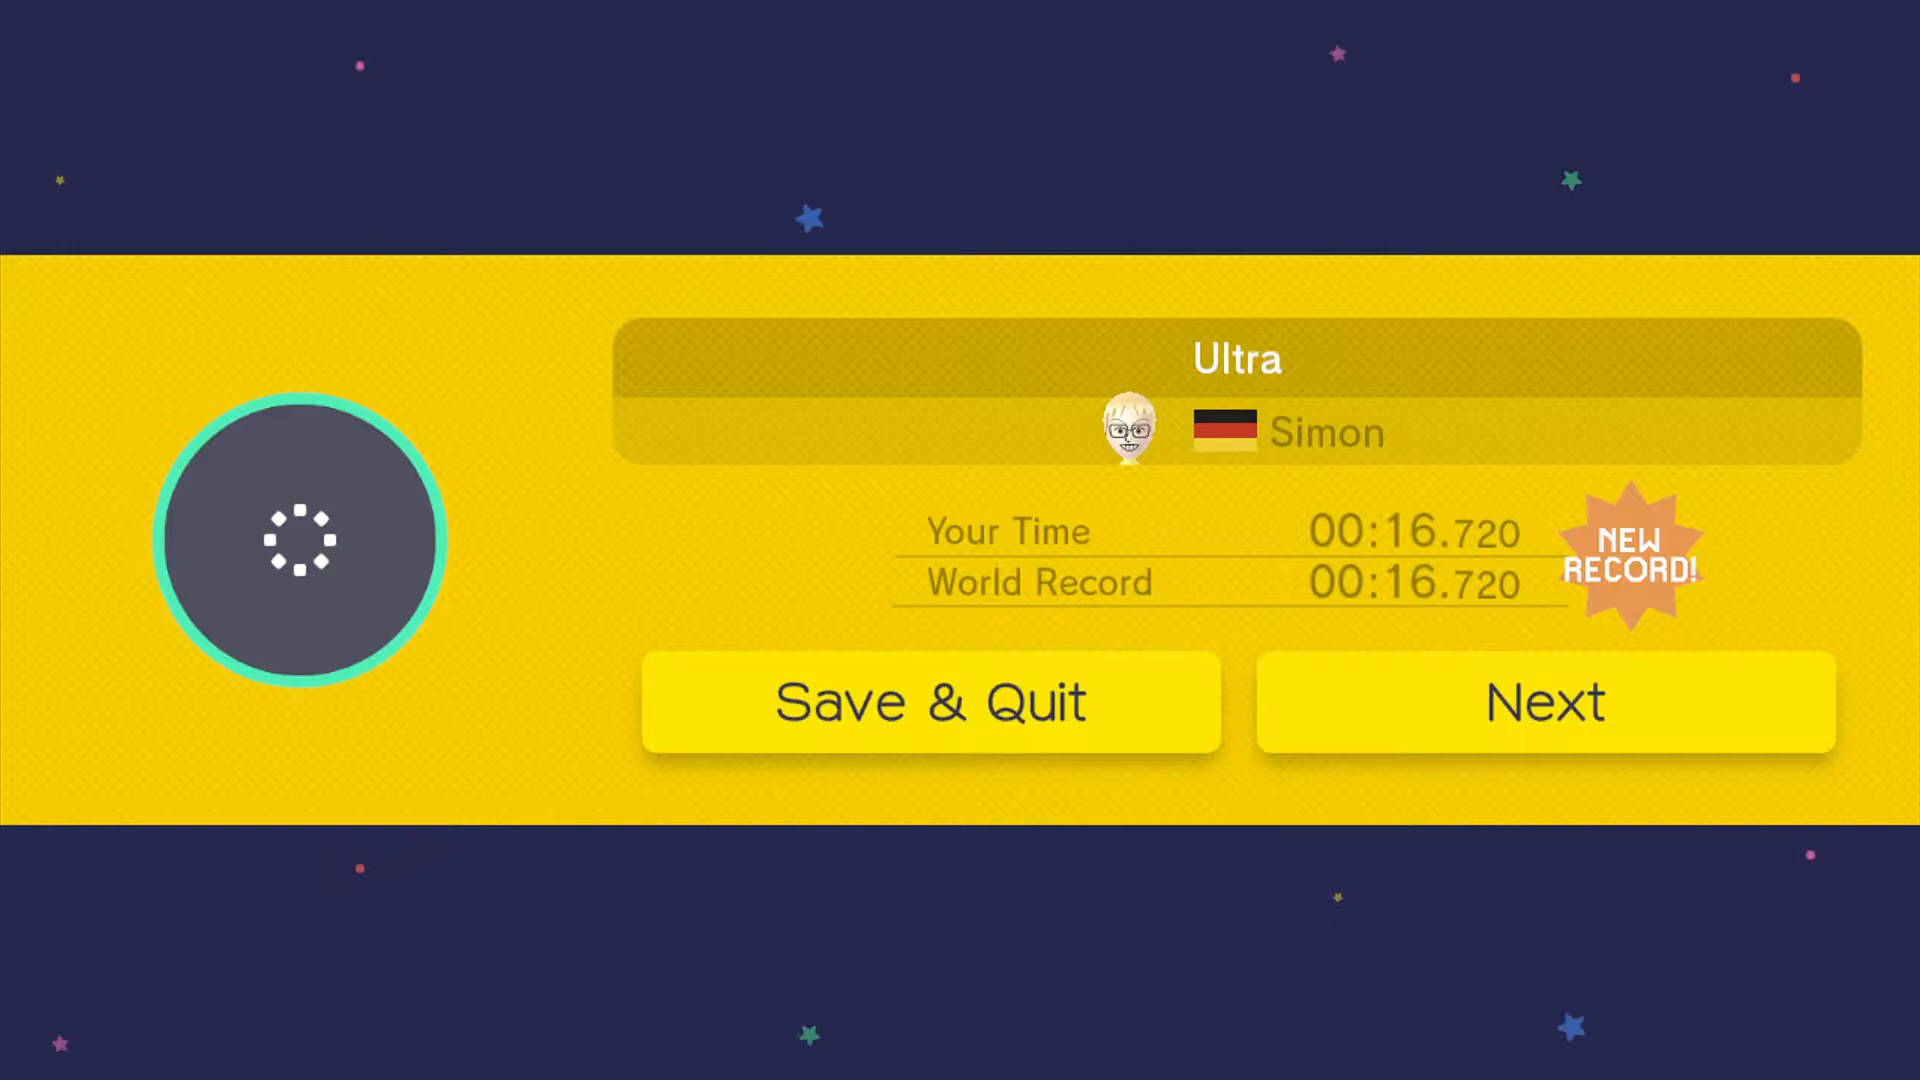 Ultra
Simon
Your Time 00:16.720
World Record 00:16.720
NEW
RECORD!
Save & Quit
Next